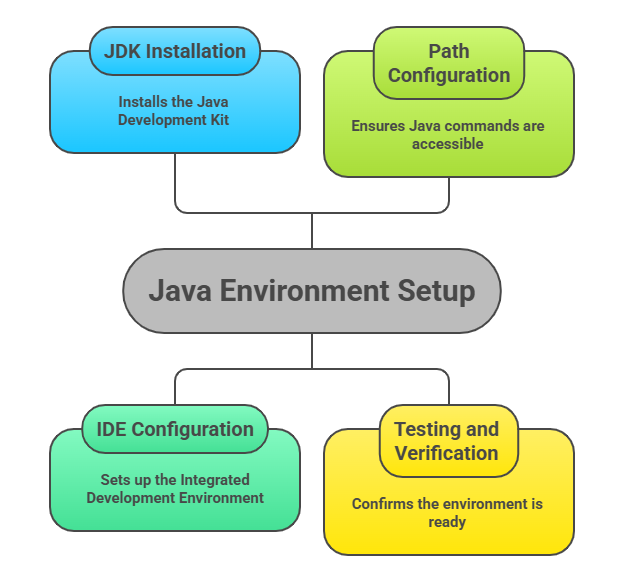 JDK Installation
Installs the Java
Development Kit
Path
Configuration
Ensures Java commands are
accessible
Java Environment Setup
IDE Configuration
Sets up the Integrated
Development Environment
Testing and
Verification
Confirms the environment is
ready